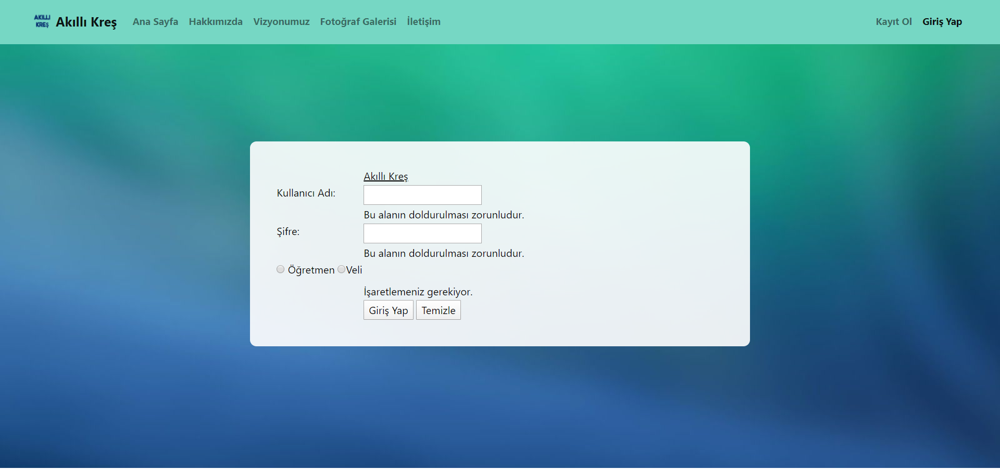 AKILLI
KREŞ
Akıllı Kreş Ana Sayfa Hakkımızda Vizyonumuz Fotoğraf Galerisi İletişim Kayıt Ol Giriş Yap
Akıllı Kreş
Kullanıcı Adı:
Bu alanın doldurulması zorunludur.
Şifre:
Bu alanın doldurulması zorunludur.
Öğretmen Veli
İşaretlemeniz gerekiyor.
Giriş Yap Temizle